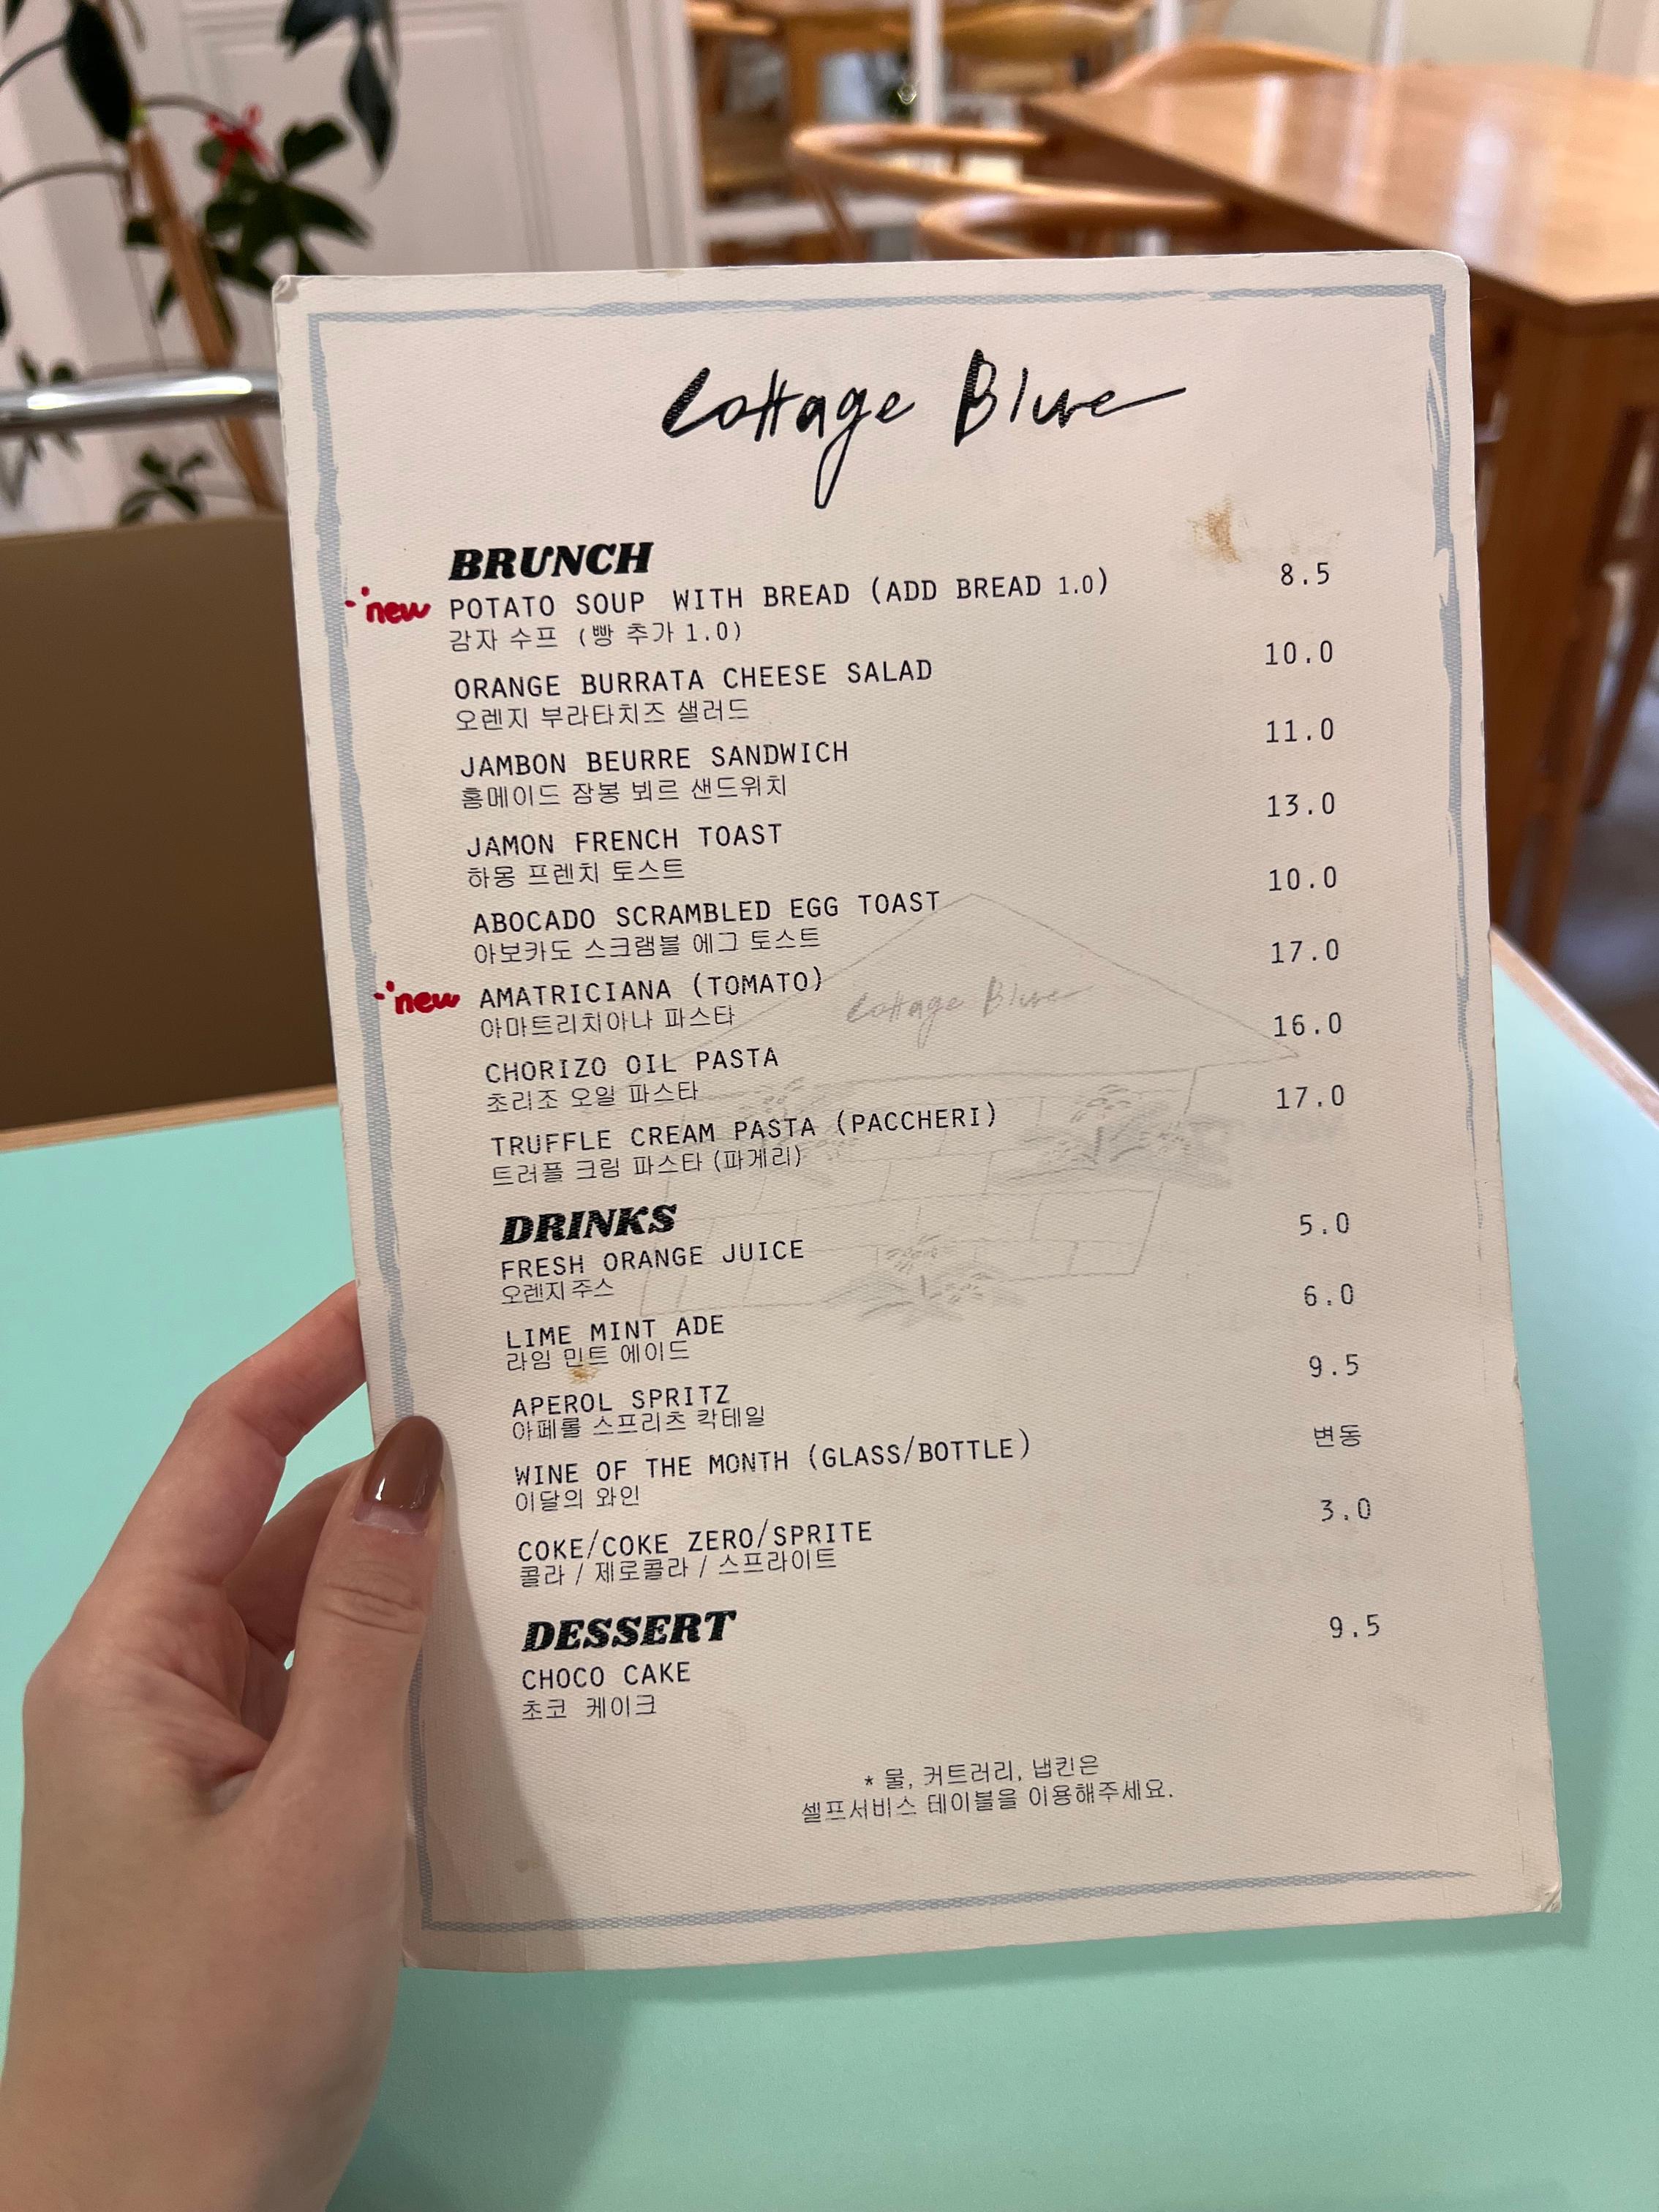 Cottage Blue
BRUNCH
new POTATO SOUP WITH BREAD (ADD BREAD 1.0) 8.5
감자 수프 (빵 추가 1.0)
ORANGE BURRATA CHEESE SALAD 10.0
오렌지 부라타치즈 샐러드
JAMBON BEURRE SANDWICH 11.0
홈메이드 잠봉 뵈르 샌드위치
JAMON FRENCH TOAST 13.0
하몽 프렌치 토스트
ABOCADO SCRAMBLED EGG TOAST 10.0
아보카도 스크램블 에그 토스트
new AMATRICIANA (TOMATO) 17.0
아마트리치아나 파스타
Cottage Blue
CHORIZO OIL PASTA 16.0
초리조 오일 파스타
TRUFFLE CREAM PASTA (PACCHERI) 17.0
트러플 크림 파스타 (파게리)
DRINKS
FRESH ORANGE JUICE 5.0
오렌지 주스
LIME MINT ADE 6.0
라임 민트 에이드
APEROL SPRITZ 9.5
아페롤 스프리츠 칵테일
WINE OF THE MONTH (GLASS/BOTTLE) 변동
이달의 와인
COKE/COKE ZERO/SPRITE 3.0
콜라 / 제로콜라 / 스프라이트
DESSERT
CHOCO CAKE 9.5
초코 케이크
* 물, 커트러리, 냅킨은
셀프서비스 테이블을 이용해주세요.